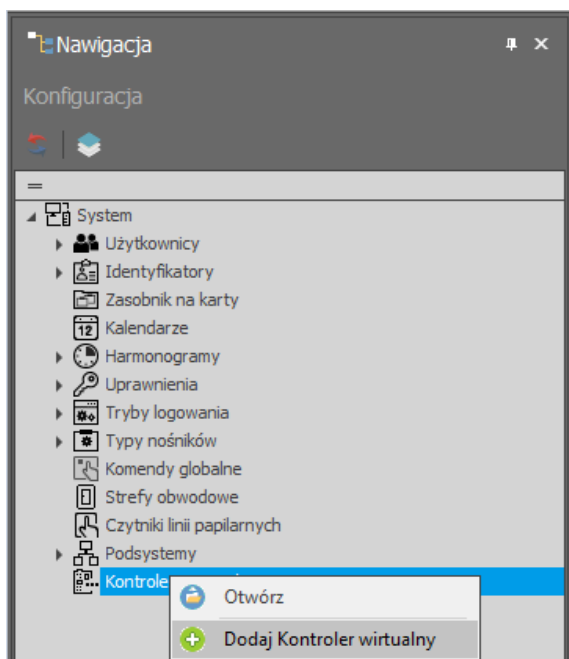 Nawigacja
Konfiguracja
System
Użytkownicy
Identyfikatory
Zasobnik na karty
12
Kalendarze
Harmonogramy
Uprawnienia
Tryby logowania
Typy nośników
Komendy globalne
Strefy obwodowe
Czytniki linii papilarnych
Podsystemy
Otwórz
Dodaj Kontroler wirtualny